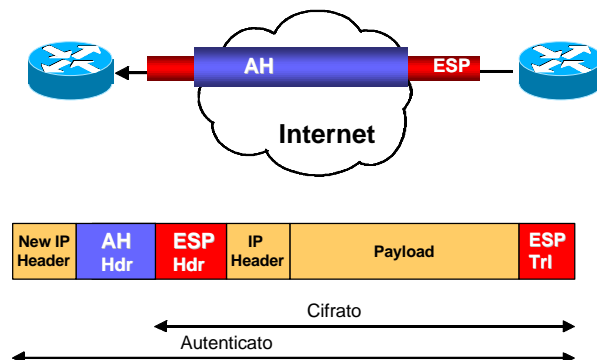 AH
ESP
Internet
New IP
Header
AH
Hdr
ESP
Hdr
IP
Header
Payload
ESP
Trl
Cifrato
Autenticato